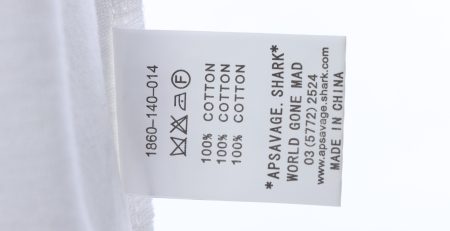 1860-140-014
100% COTTON
100% COTTON
100% COTTON
*APSAVAGE.SHARK*
WORLD GONE MAD
03 (5772) 2524
www.apsavage.shark.com
MADE IN CHINA